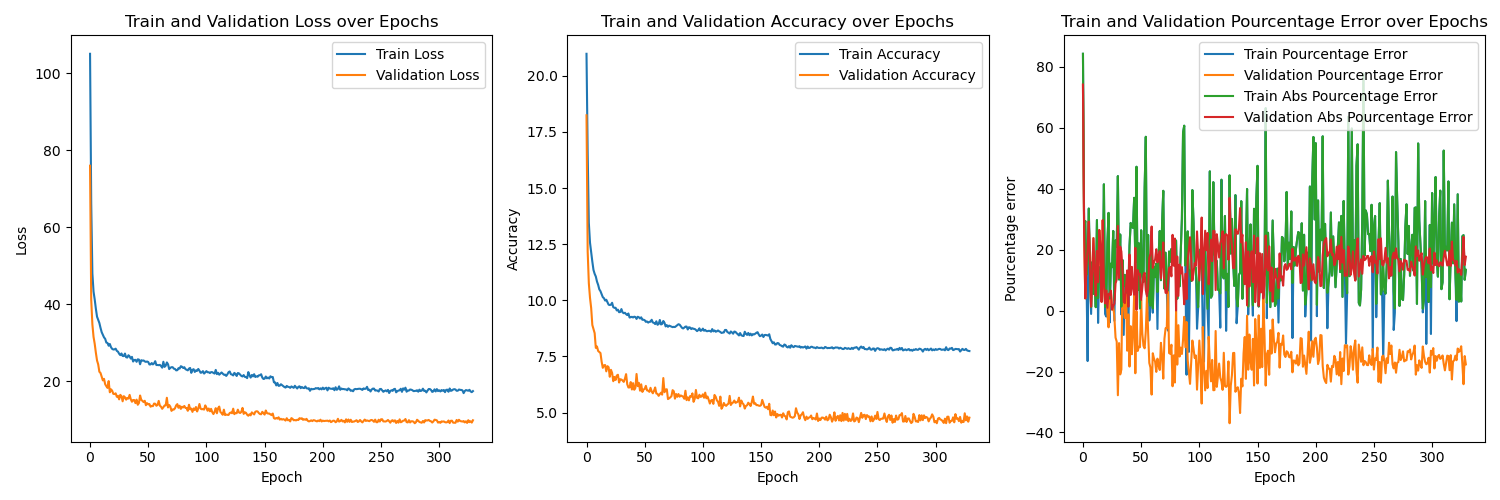 Train and Validation Loss over Epochs
Train Loss
Validation Loss
Loss
100
80
60
40
20
0
50
100
150
200
250
300
Epoch
Train and Validation Accuracy over Epochs
Train Accuracy
Validation Accuracy
Accuracy
20.0
17.5
15.0
12.5
10.0
7.5
5.0
0
50
100
150
200
250
300
Epoch
Train and Validation Pourcentage Error over Epochs
Train Pourcentage Error
Validation Pourcentage Error
Train Abs Pourcentage Error
Validation Abs Pourcentage Error
Pourcentage error
80
60
40
20
0
−20
−40
0
50
100
150
200
250
300
Epoch